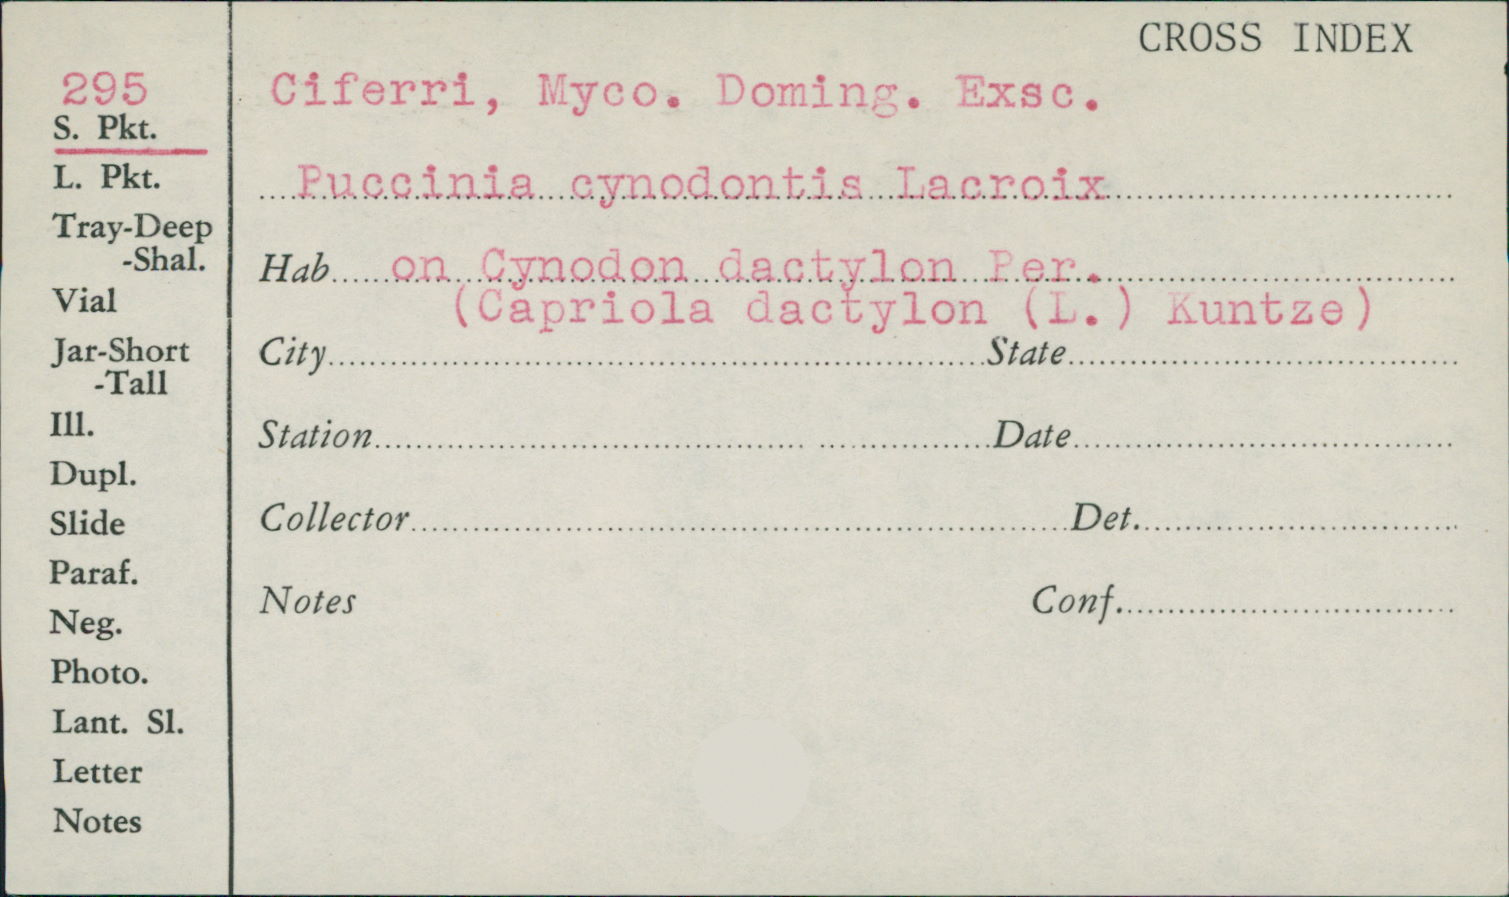 CROSS INDEX
295
Ciferri, Myco. Doming. Exsc.
S. Pkt.
L. Pkt.
Puccinia cynodontis Lacroix
Tray-Deep
-Shal.
Hab. on Cynodon dactylon Per.
(Capriola dactylon (L.) Kuntze)
Vial
Jar-Short
-Tall
City State
Ill.
Station Date
Dupl.
Slide
Collector Det.
Paraf.
Neg.
Notes Conf.
Photo.
Lant. Sl.
Letter
Notes